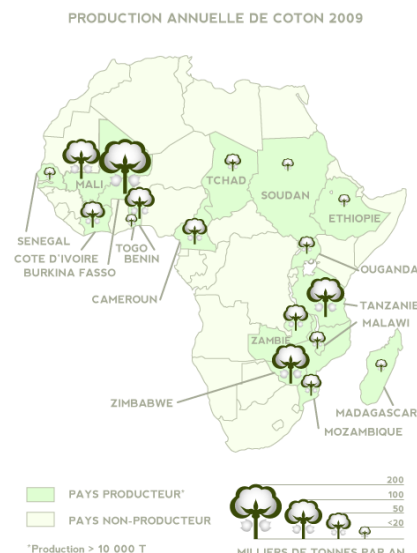 PRODUCTION ANNUELLE DE COTON 2009
MALI
TCHAD
SOUDAN
ETHIOPIE
SENEGAL
COTE D'IVOIRE
BURKINA FASSO
TOGO
BENIN
CAMEROUN
OUGANDA
TANZANIE
MALAWI
ZAMBIE
ZIMBABWE
MADAGASCAR
MOZAMBIQUE
PAYS PRODUCTEUR*
PAYS NON-PRODUCTEUR
*Production > 10 000 T
200
100
50
<20
MILLIERS DE TONNES PAR AN